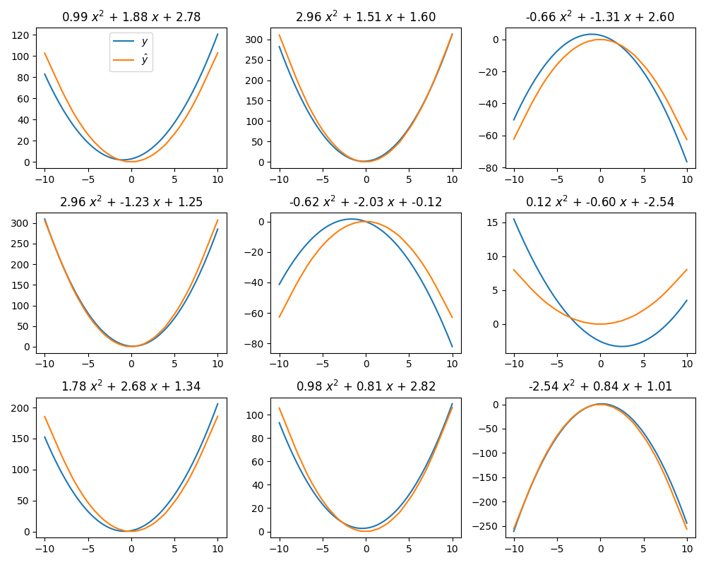 0.99 x² + 1.88 x + 2.78
2.96 x² + 1.51 x + 1.60
-0.66 x² + -1.31 x + 2.60
120
100
80
60
40
20
0
y
ŷ
-10 -5 0 5 10
300
250
200
150
100
50
0
-10 -5 0 5 10
0
-20
-40
-60
-80
-10 -5 0 5 10
2.96 x² + -1.23 x + 1.25
-0.62 x² + -2.03 x + -0.12
0.12 x² + -0.60 x + -2.54
300
250
200
150
100
50
0
-10 -5 0 5 10
0
-20
-40
-60
-80
-10 -5 0 5 10
15
10
5
0
-10 -5 0 5 10
1.78 x² + 2.68 x + 1.34
0.98 x² + 0.81 x + 2.82
-2.54 x² + 0.84 x + 1.01
200
150
100
50
0
-10 -5 0 5 10
100
80
60
40
20
0
-10 -5 0 5 10
0
-50
-100
-150
-200
-250
-10 -5 0 5 10